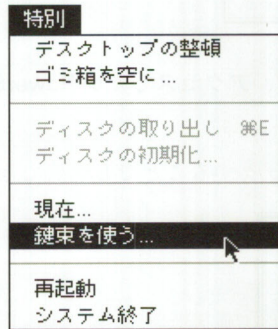 特別
デスクトップの整頓
ゴミ箱を空に...
ディスクの取り出し ⌘E
ディスクの初期化...
現在...
鍵束を使う...
再起動
システム終了